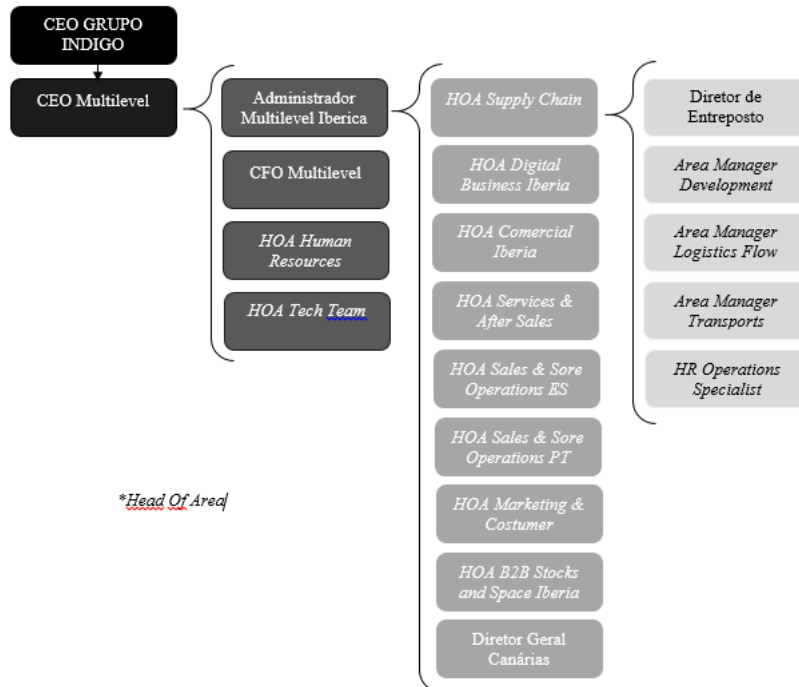 CEO GRUPO
INDIGO
CEO Multilevel
Administrador
Multilevel Iberica
CFO Multilevel
HOA Human
Resources
HOA Tech Team
HOA Supply Chain
HOA Digital
Business Iberia
HOA Comercial
Iberia
HOA Services &
After Sales
HOA Sales & Sore
Operations ES
HOA Sales & Sore
Operations PT
HOA Marketing &
Costumer
HOA B2B Stocks
and Space Iberia
Diretor Geral
Canárias
Diretor de
Entreposto
Area Manager
Development
Area Manager
Logistics Flow
Area Manager
Transports
HR Operations
Specialist
*Head Of Area